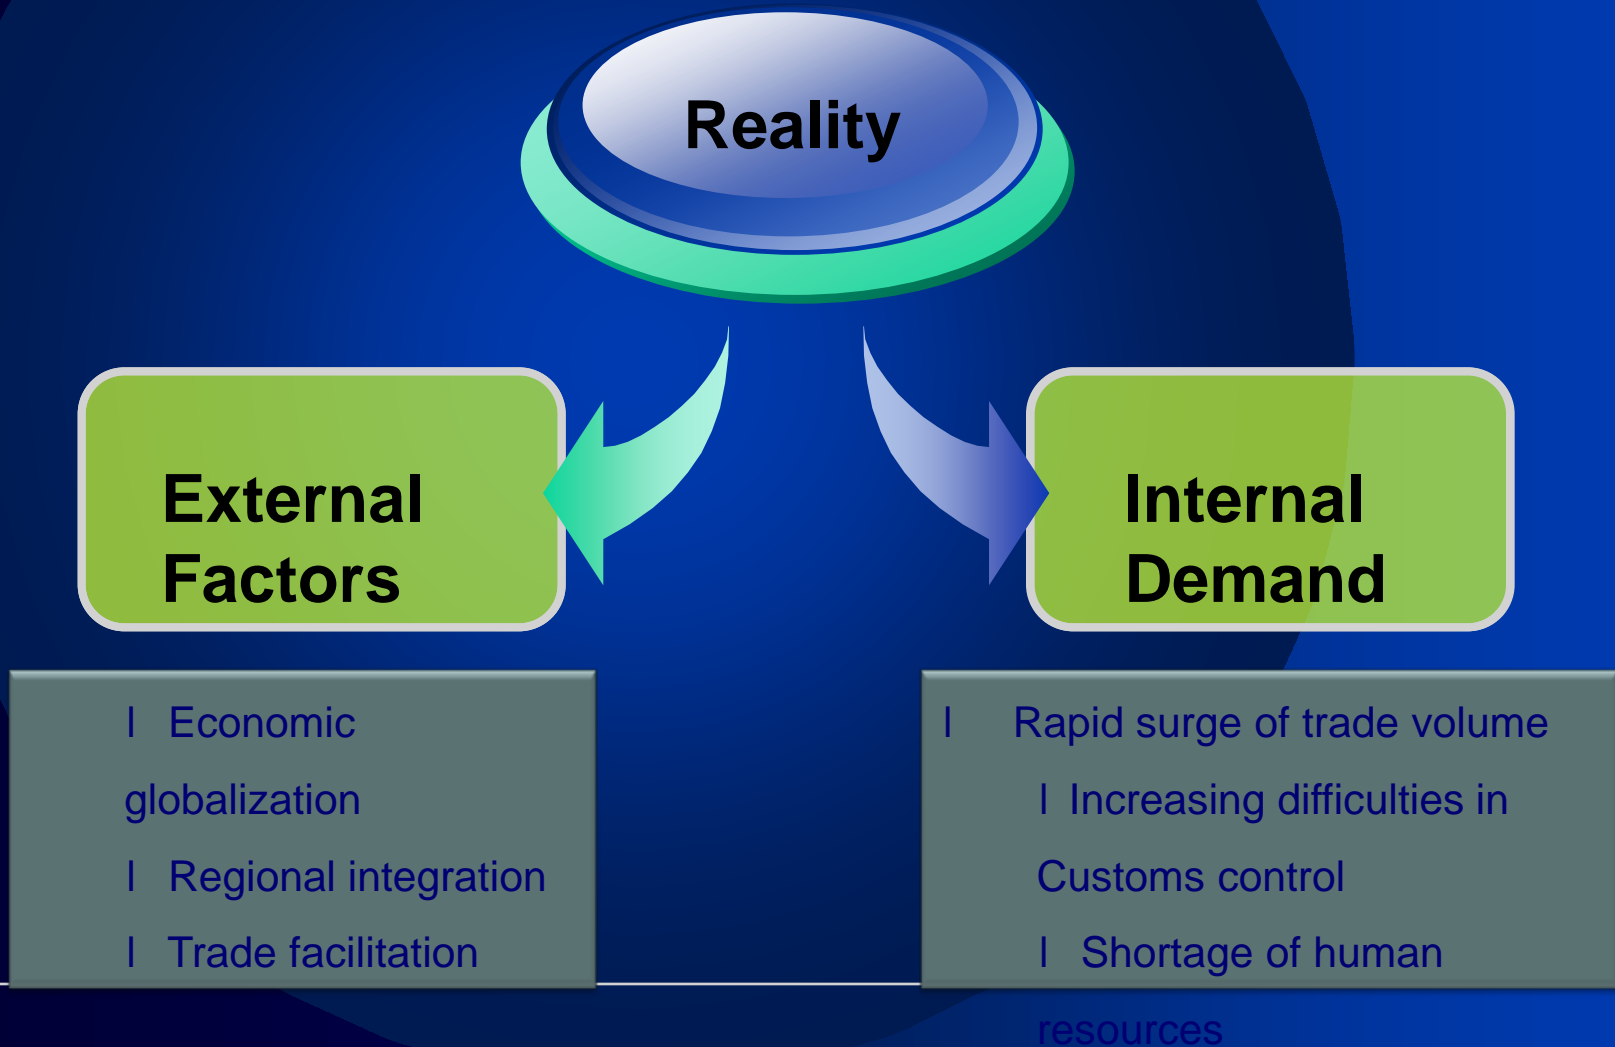 Reality
External
Factors
l Economic
globalization
l Regional integration
l Trade facilitation
Internal
Demand
l Rapid surge of trade volume
l Increasing difficulties in
Customs control
l Shortage of human
resources